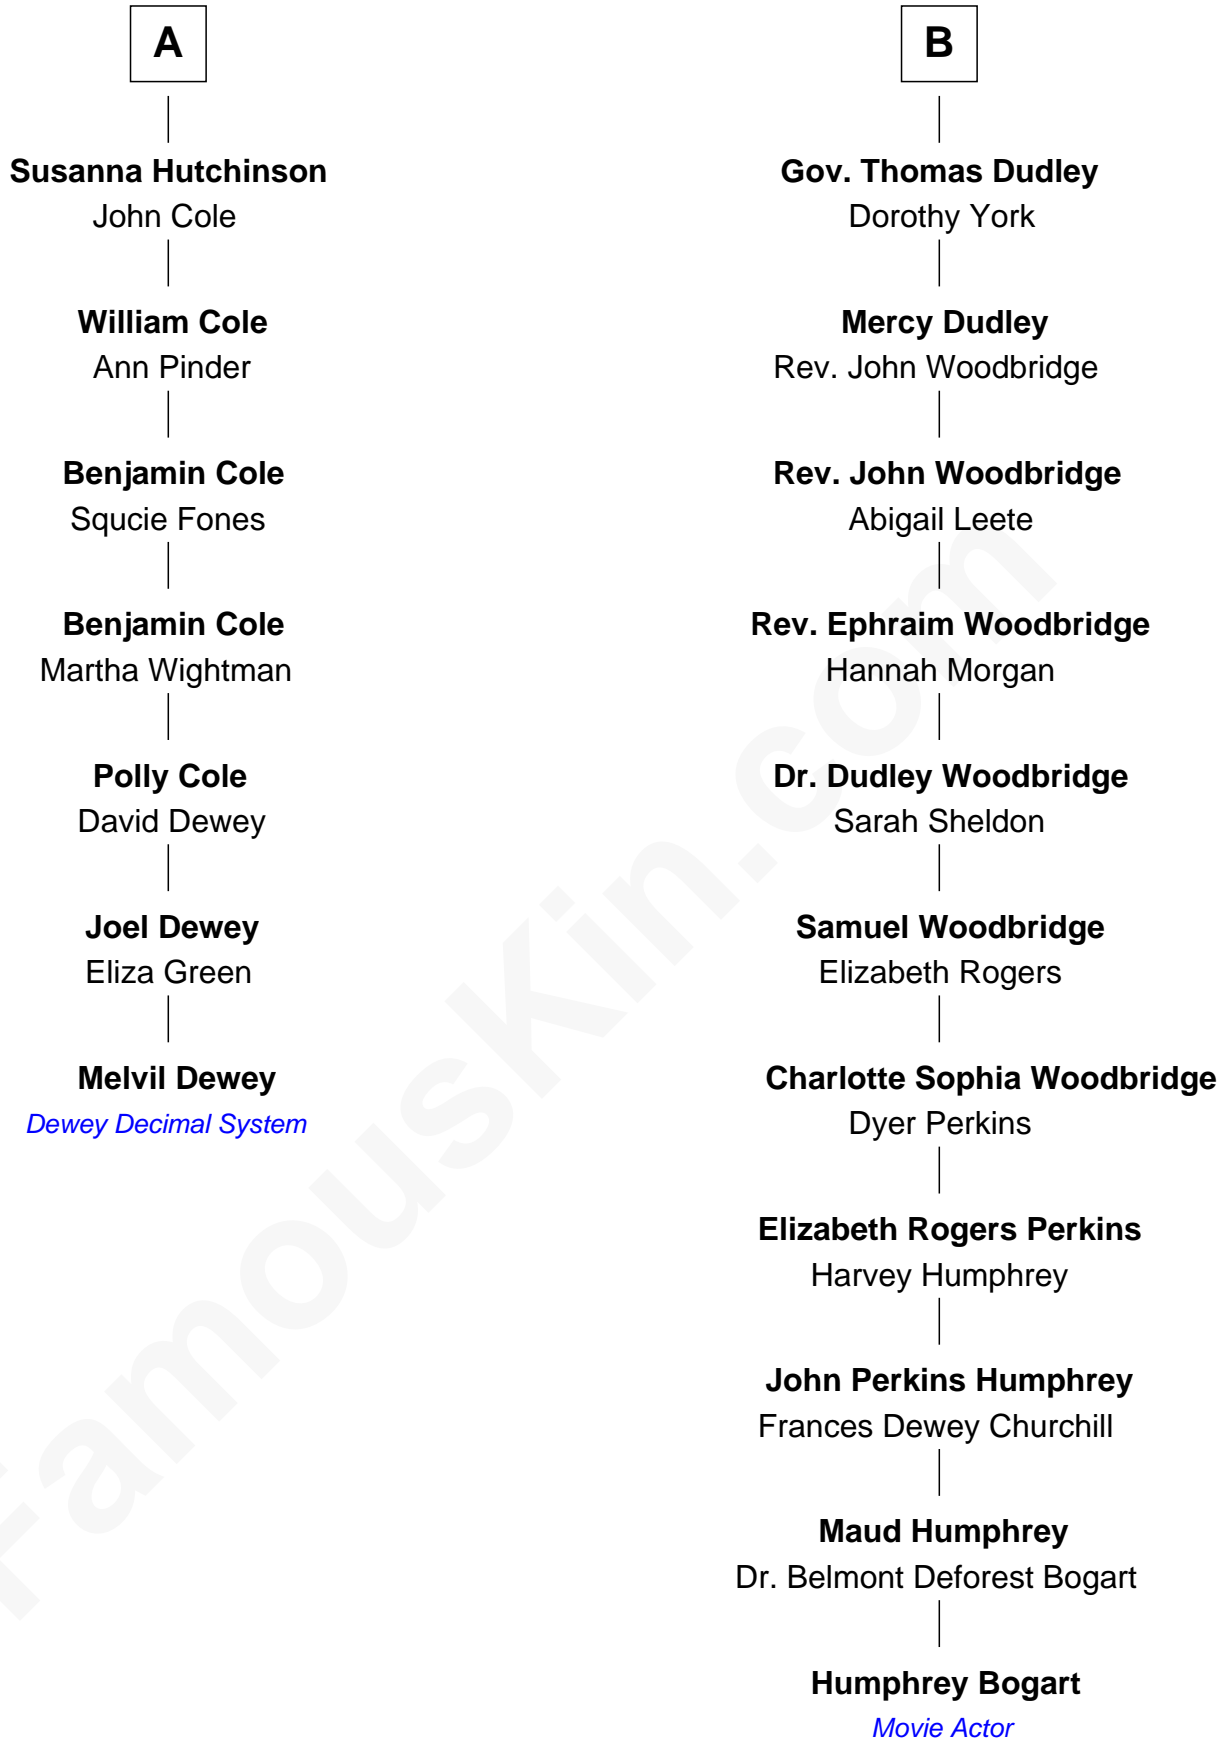 A
Susanna Hutchinson
John Cole
William Cole
Ann Pinder
Benjamin Cole
Squcie Fones
Benjamin Cole
Martha Wightman
Polly Cole
David Dewey
Joel Dewey
Eliza Green
Melvil Dewey
Dewey Decimal System
B
Gov. Thomas Dudley
Dorothy York
Mercy Dudley
Rev. John Woodbridge
Rev. John Woodbridge
Abigail Leete
Rev. Ephraim Woodbridge
Hannah Morgan
Dr. Dudley Woodbridge
Sarah Sheldon
Samuel Woodbridge
Elizabeth Rogers
Charlotte Sophia Woodbridge
Dyer Perkins
Elizabeth Rogers Perkins
Harvey Humphrey
John Perkins Humphrey
Frances Dewey Churchill
Maud Humphrey
Dr. Belmont Deforest Bogart
Humphrey Bogart
Movie Actor
FamousKin.com